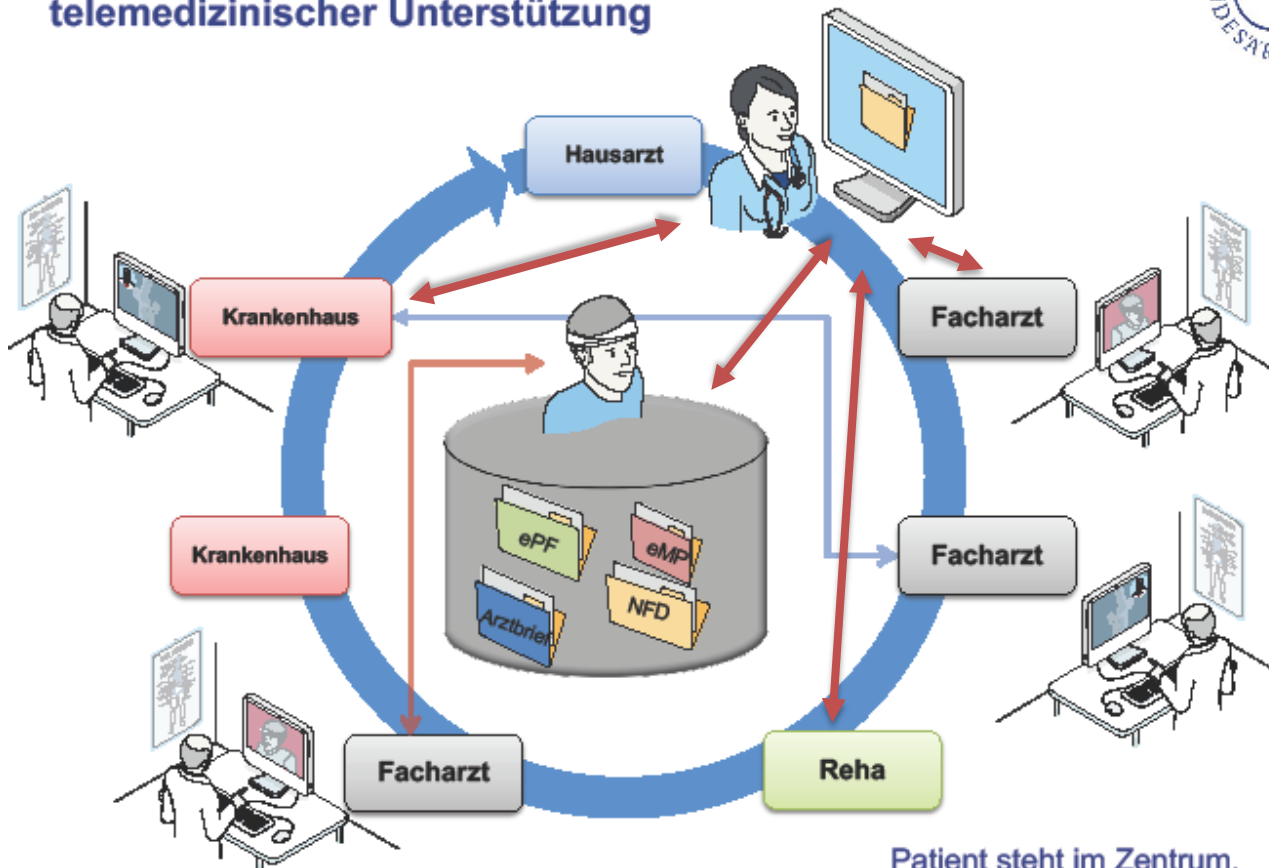 telemedizinischer Unterstützung
Hausarzt
Krankenhaus
Facharzt
Krankenhaus
Facharzt
ePF
eMP
Arztbrief
NFD
Facharzt
Reha
Patient steht im Zentrum.